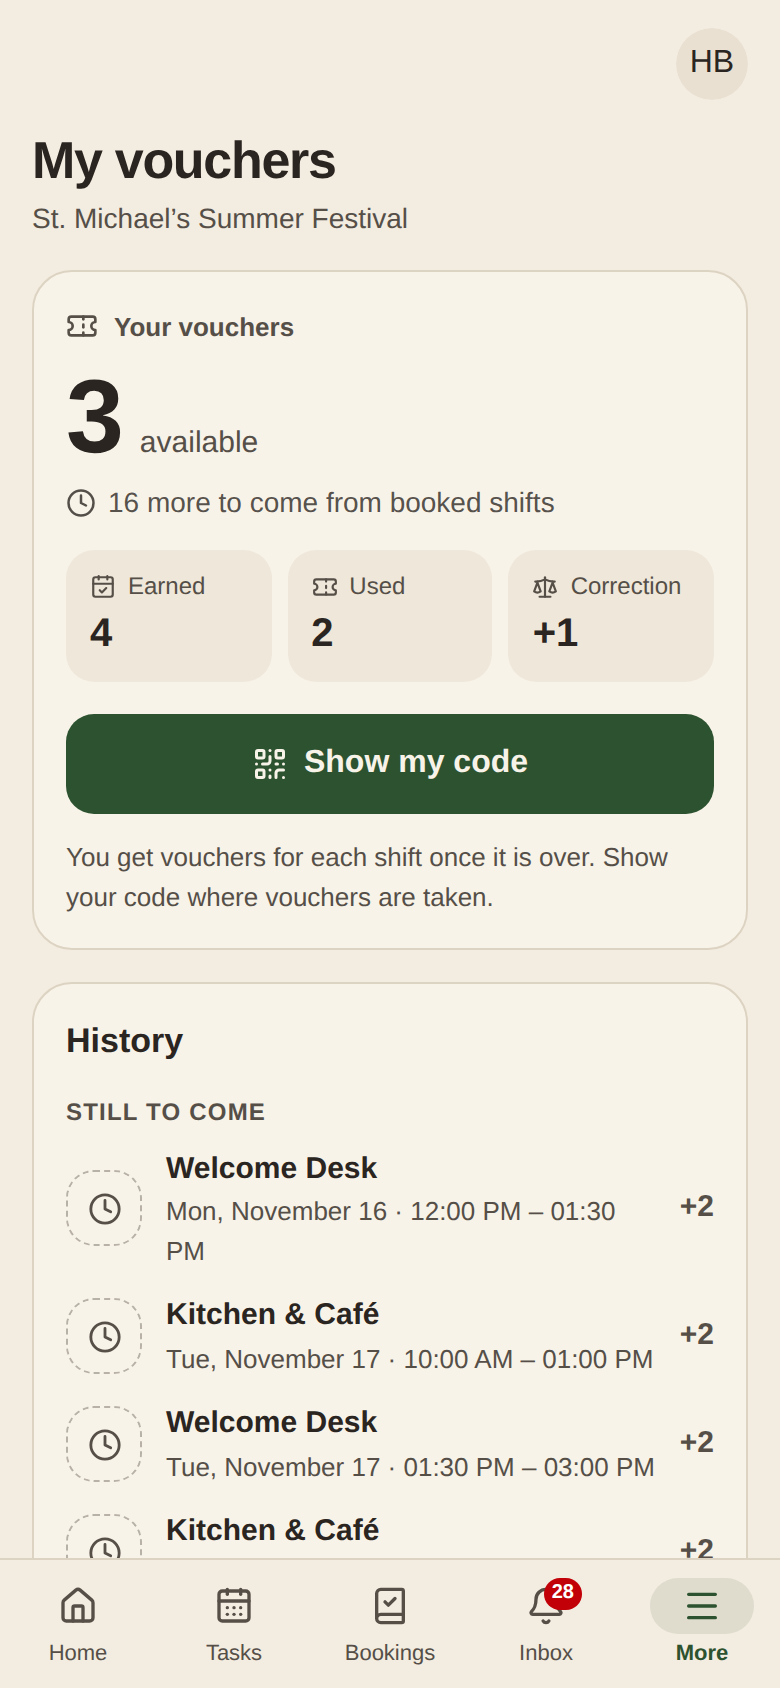 HB
My vouchers
St. Michael’s Summer Festival
Your vouchers
3 available
16 more to come from booked shifts
Earned
4
Used
2
Correction
+1
Show my code
You get vouchers for each shift once it is over. Show
your code where vouchers are taken.
History
STILL TO COME
Welcome Desk
Mon, November 16 · 12:00 PM – 01:30
PM
+2
Kitchen & Café
Tue, November 17 · 10:00 AM – 01:00 PM
+2
Welcome Desk
Tue, November 17 · 01:30 PM – 03:00 PM
+2
Kitchen & Café
+2
Home
Tasks
Bookings
28
Inbox
More